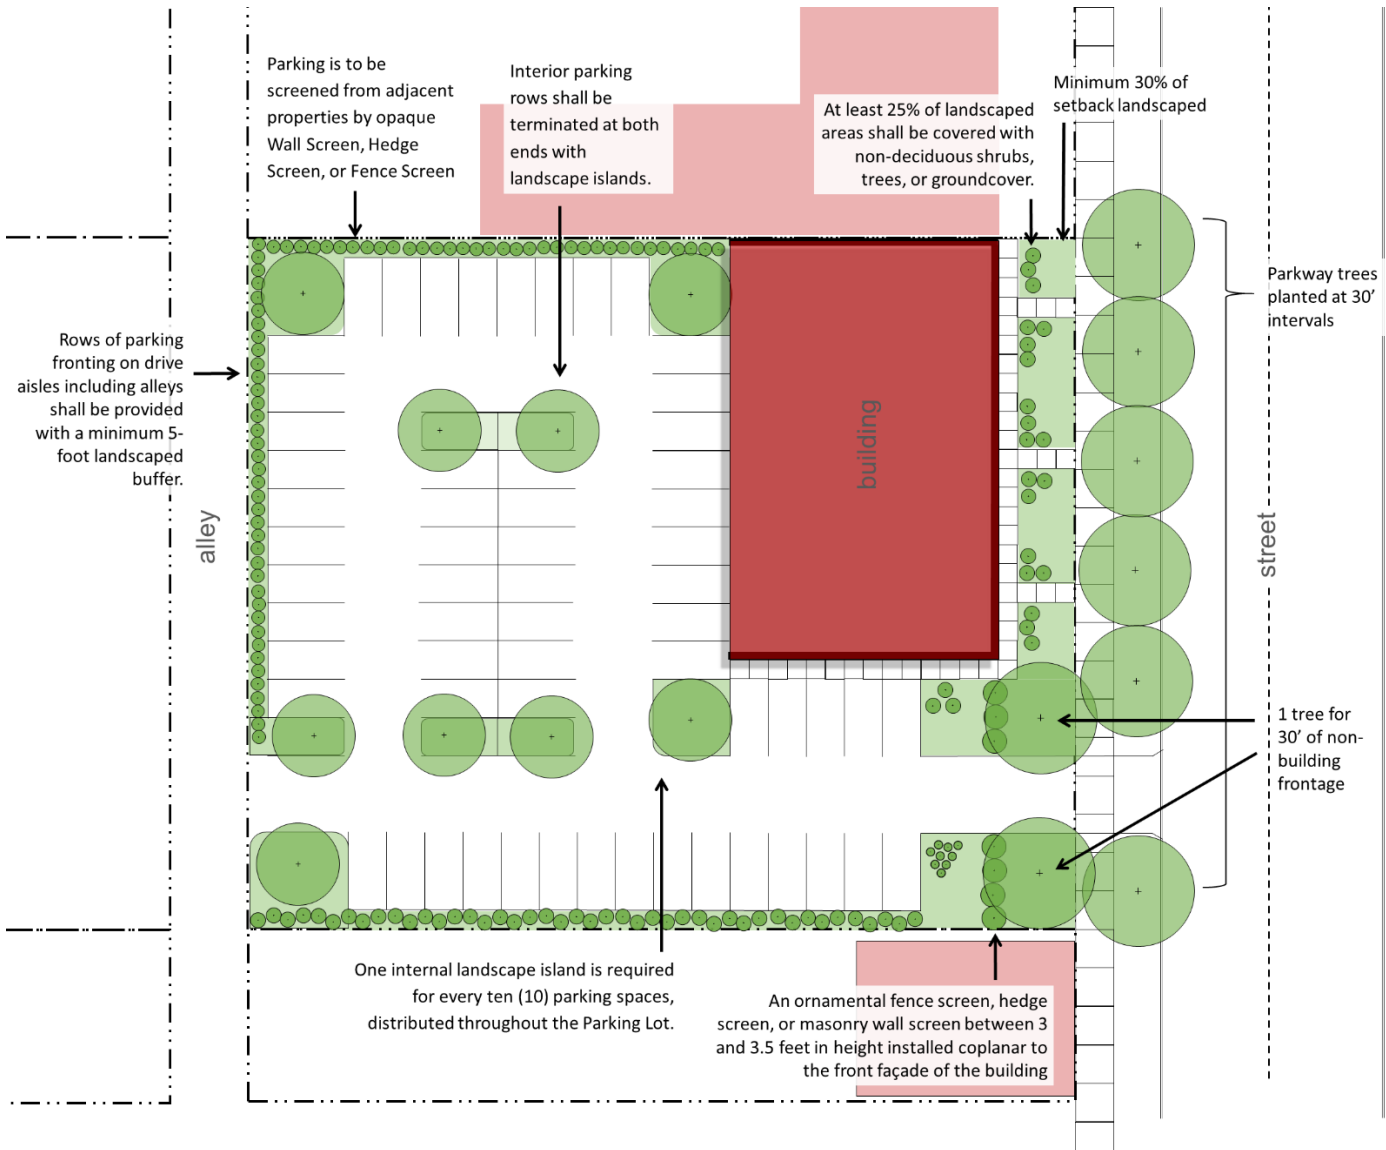 Parking is to be
screened from adjacent
properties by opaque
Wall Screen, Hedge
Screen, or Fence Screen
Interior parking
rows shall be
terminated at both
ends with
landscape islands.
At least 25% of landscaped
areas shall be covered with
non-deciduous shrubs,
trees, or groundcover.
Minimum 30% of
setback landscaped
Parkway trees
planted at 30’
intervals
Rows of parking
fronting on drive
aisles including alleys
shall be provided
with a minimum 5-
foot landscaped
buffer.
alley
building
street
1 tree for
30’ of non-
building
frontage
One internal landscape island is required
for every ten (10) parking spaces,
distributed throughout the Parking Lot.
An ornamental fence screen, hedge
screen, or masonry wall screen between 3
and 3.5 feet in height installed coplanar to
the front façade of the building